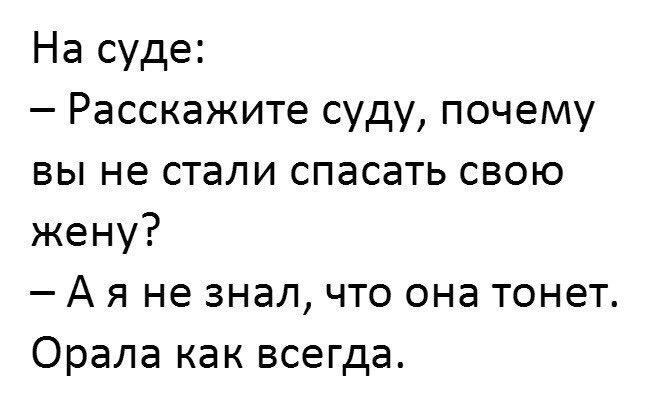 На суде:
– Расскажите суду, почему
вы не стали спасать свою
жену?
– А я не знал, что она тонет.
Орала как всегда.